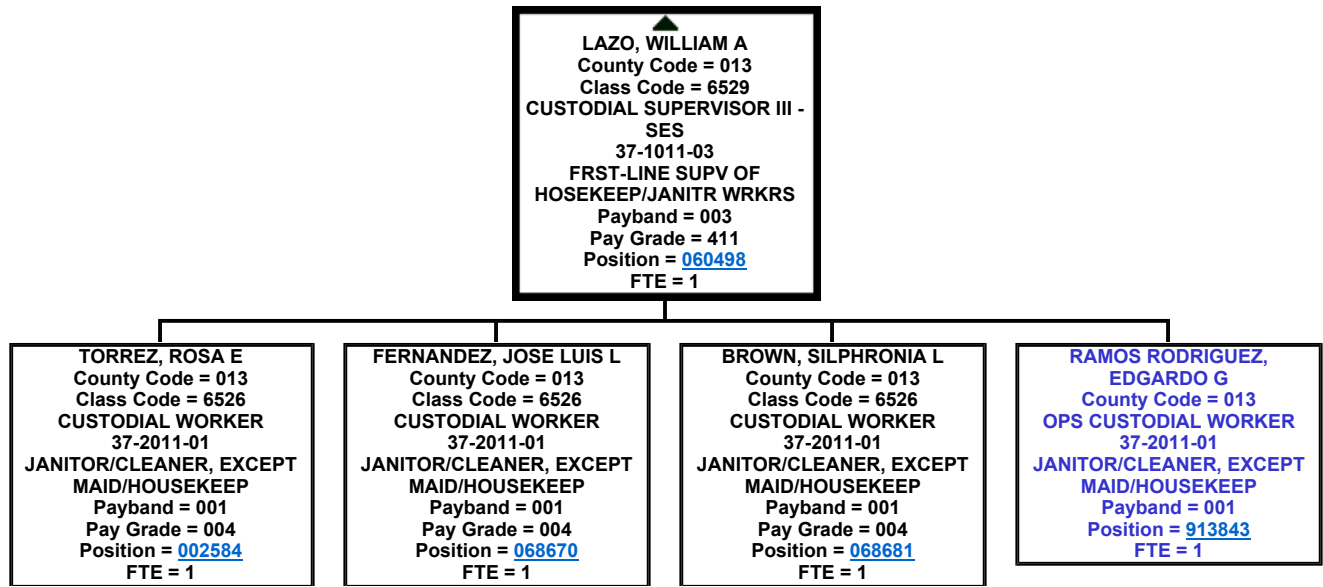 LAZO, WILLIAM A
County Code = 013
Class Code = 6529
CUSTODIAL SUPERVISOR III -
SES
37-1011-03
FRST-LINE SUPV OF
HOSEKEEP/JANITR WRKRS
Payband = 003
Pay Grade = 411
Position = 060498
FTE = 1
TORREZ, ROSA E
County Code = 013
Class Code = 6526
CUSTODIAL WORKER
37-2011-01
JANITOR/CLEANER, EXCEPT
MAID/HOUSEKEEP
Payband = 001
Pay Grade = 004
Position = 002584
FTE = 1
FERNANDEZ, JOSE LUIS L
County Code = 013
Class Code = 6526
CUSTODIAL WORKER
37-2011-01
JANITOR/CLEANER, EXCEPT
MAID/HOUSEKEEP
Payband = 001
Pay Grade = 004
Position = 068670
FTE = 1
BROWN, SILPHRONIA L
County Code = 013
Class Code = 6526
CUSTODIAL WORKER
37-2011-01
JANITOR/CLEANER, EXCEPT
MAID/HOUSEKEEP
Payband = 001
Pay Grade = 004
Position = 068681
FTE = 1
RAMOS RODRIGUEZ,
EDGARDO G
County Code = 013
OPS CUSTODIAL WORKER
37-2011-01
JANITOR/CLEANER, EXCEPT
MAID/HOUSEKEEP
Payband = 001
Position = 913843
FTE = 1